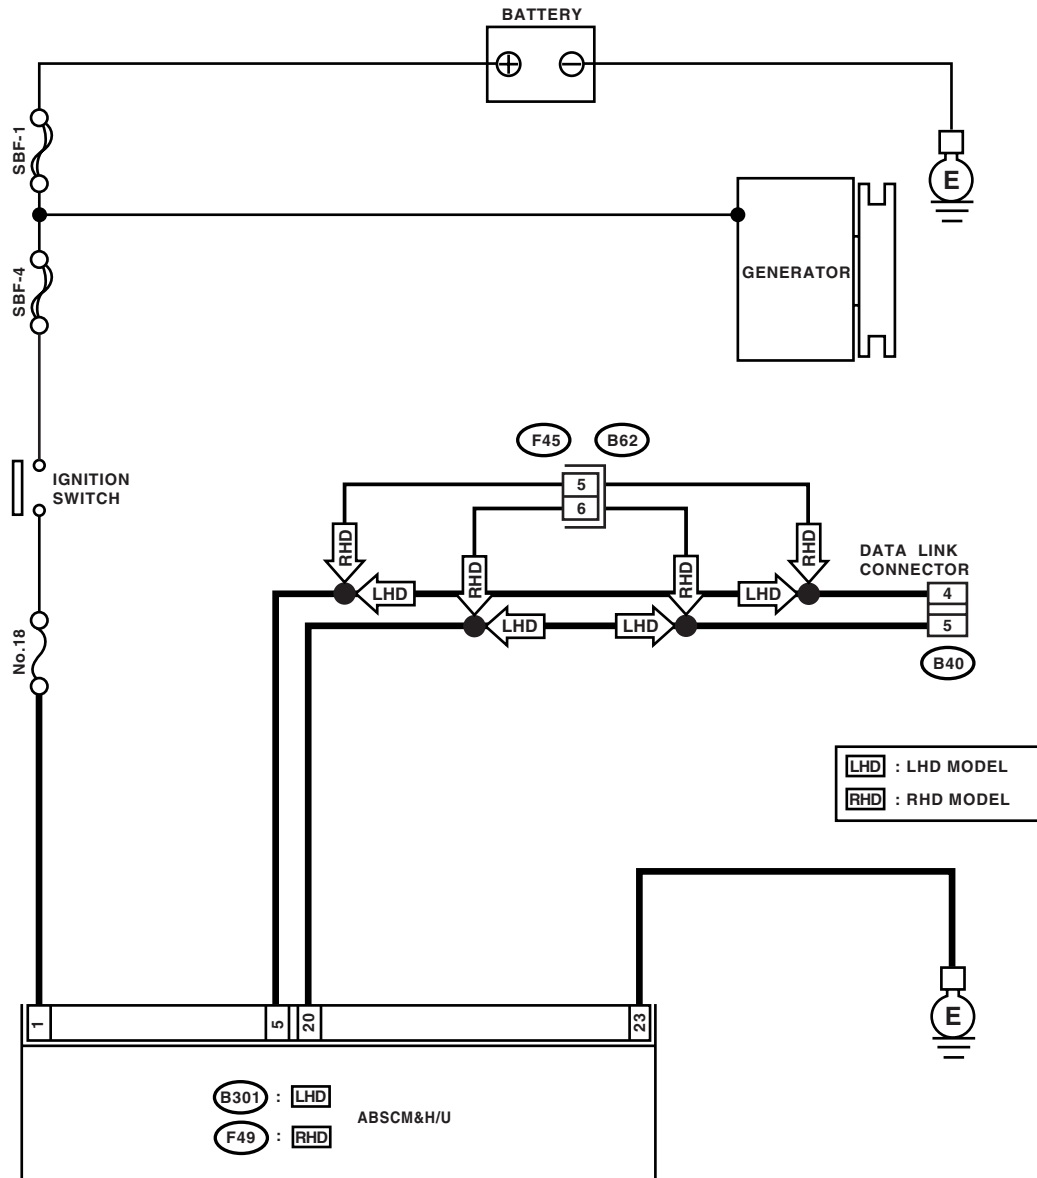 BATTERY
SBF-1
E
SBF-4
GENERATOR
F45 B62
IGNITION
SWITCH
5
6
RHD
RHD
RHD
RHD
DATA LINK
CONNECTOR
LHD
LHD
4
LHD
LHD
5
No.18
B40
LHD : LHD MODEL
RHD : RHD MODEL
E
1
5
20
23
B301 : LHD
ABSCM&H/U
F49 : RHD